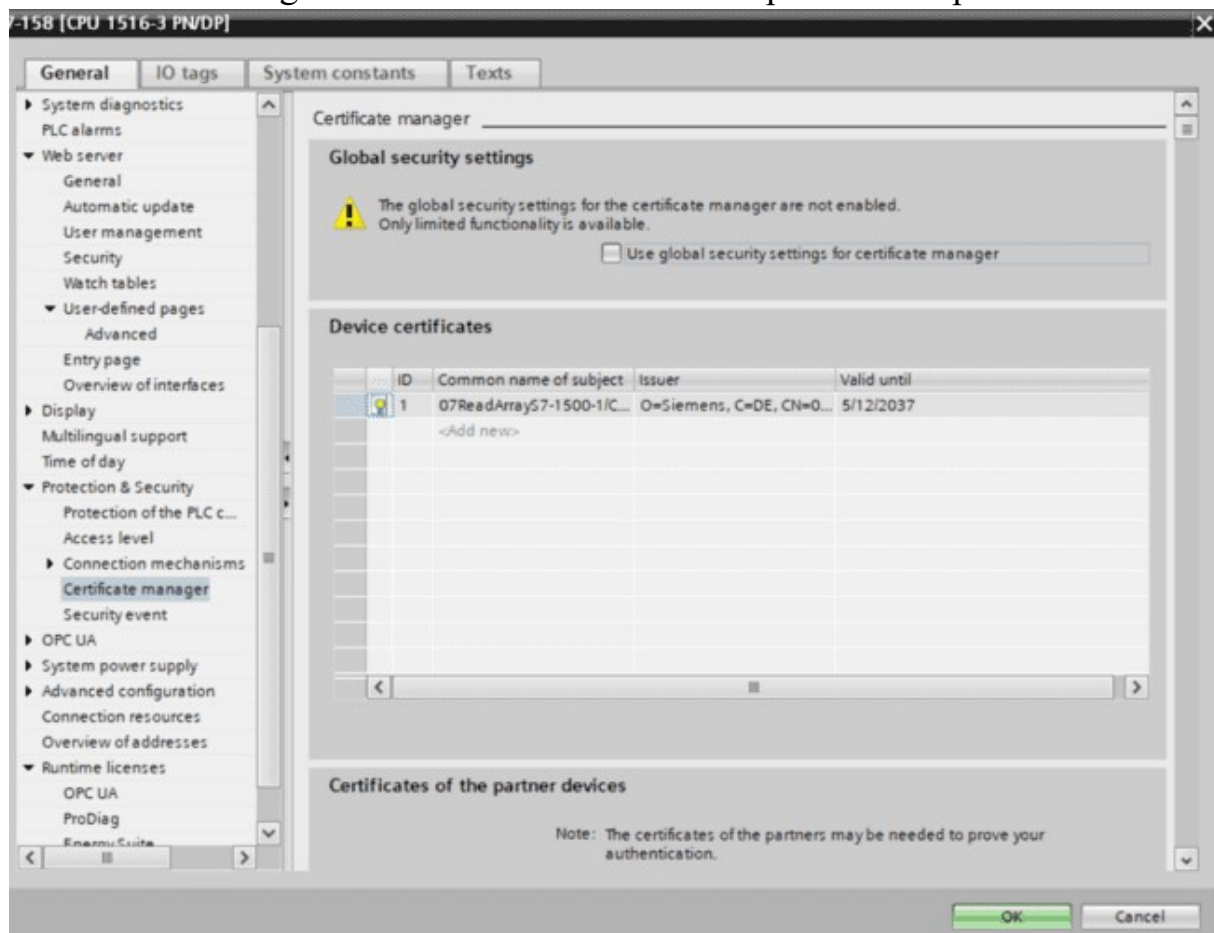 7-158 [CPU 1516-3 PN/DP]
General
IO tags
System constants
Texts
System diagnostics
PLC alarms
Web server
General
Automatic update
User management
Security
Watch tables
User-defined pages
Advanced
Entry page
Overview of interfaces
Display
Multilingual support
Time of day
Protection & Security
Protection of the PLC c...
Access level
Connection mechanisms
Certificate manager
Security event
OPC UA
System power supply
Advanced configuration
Connection resources
Overview of addresses
Runtime licenses
OPC UA
ProDiag
Energy Suite
Certificate manager
Global security settings
The global security settings for the certificate manager are not enabled.
Only limited functionality is available.
Use global security settings for certificate manager
Device certificates
ID Common name of subject Issuer Valid until
1 07ReadArrayS7-1500-1/C... O=Siemens, C=DE, CN=0... 5/12/2037
<Add new>
Certificates of the partner devices
Note: The certificates of the partners may be needed to prove your
authentication.
OK
Cancel